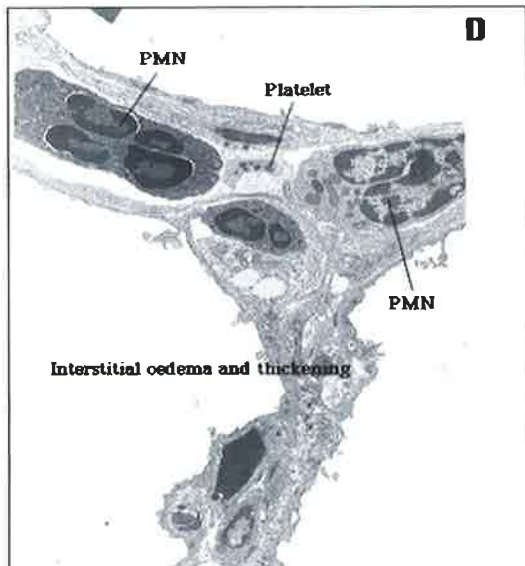 D
PMN
Platelet
PMN
Interstitial oedema and thickening